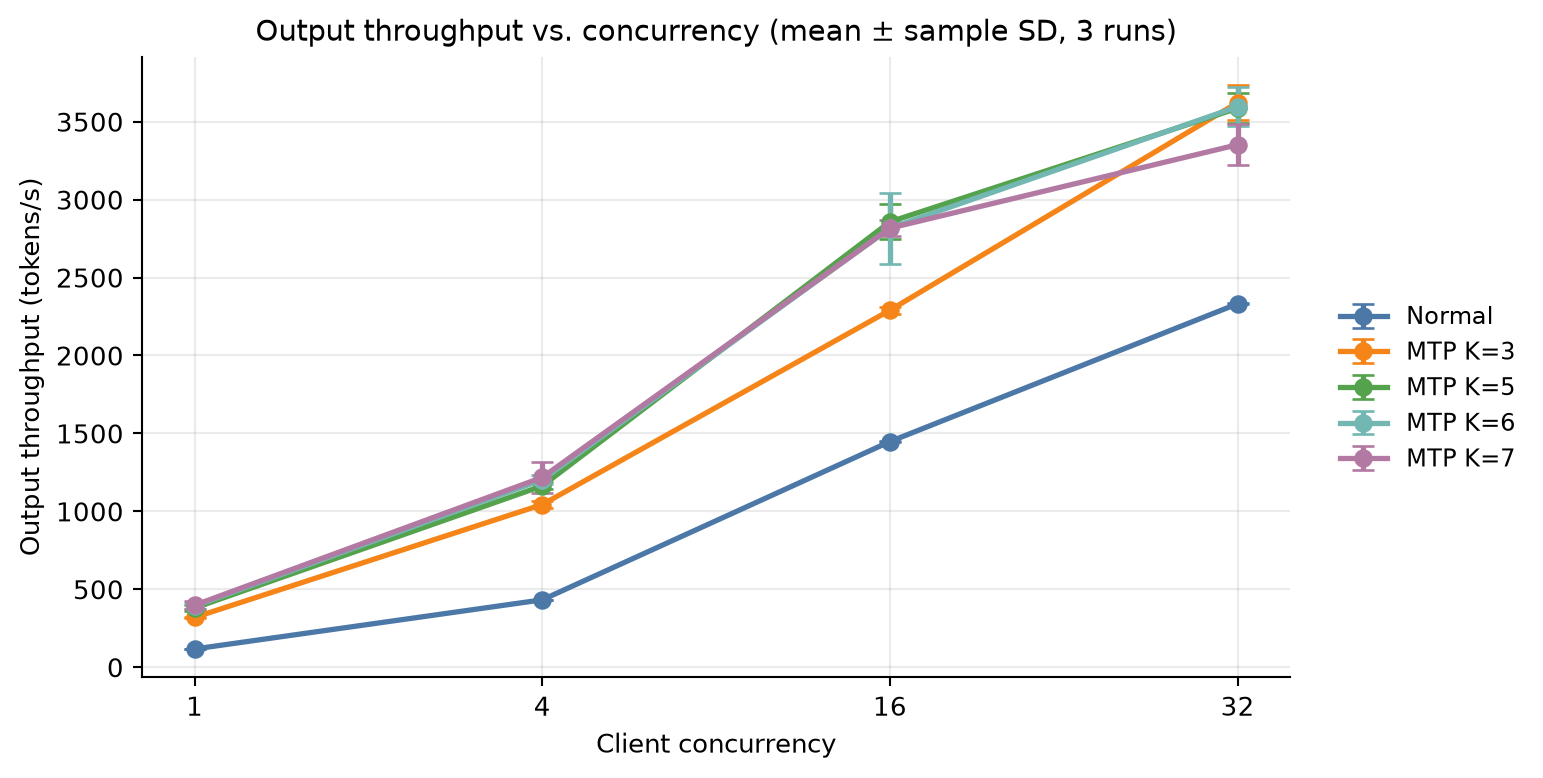 Output throughput vs. concurrency (mean ± sample SD, 3 runs)
Output throughput (tokens/s)
3500
3000
2500
2000
1500
1000
500
0
1
4
16
32
Client concurrency
Normal
MTP K=3
MTP K=5
MTP K=6
MTP K=7